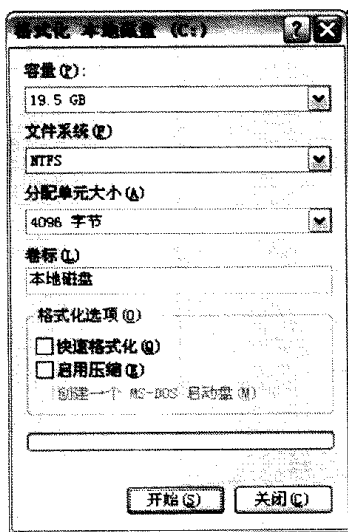 格式化 本地磁盘 (C:)
容量(P):
19.5 GB
文件系统(F)
NTFS
分配单元大小(A)
4096 字节
卷标(L)
本地磁盘
格式化选项(O)
快速格式化(Q)
启用压缩(E)
创建一个 MS-DOS 启动盘(M)
开始(S)
关闭(C)